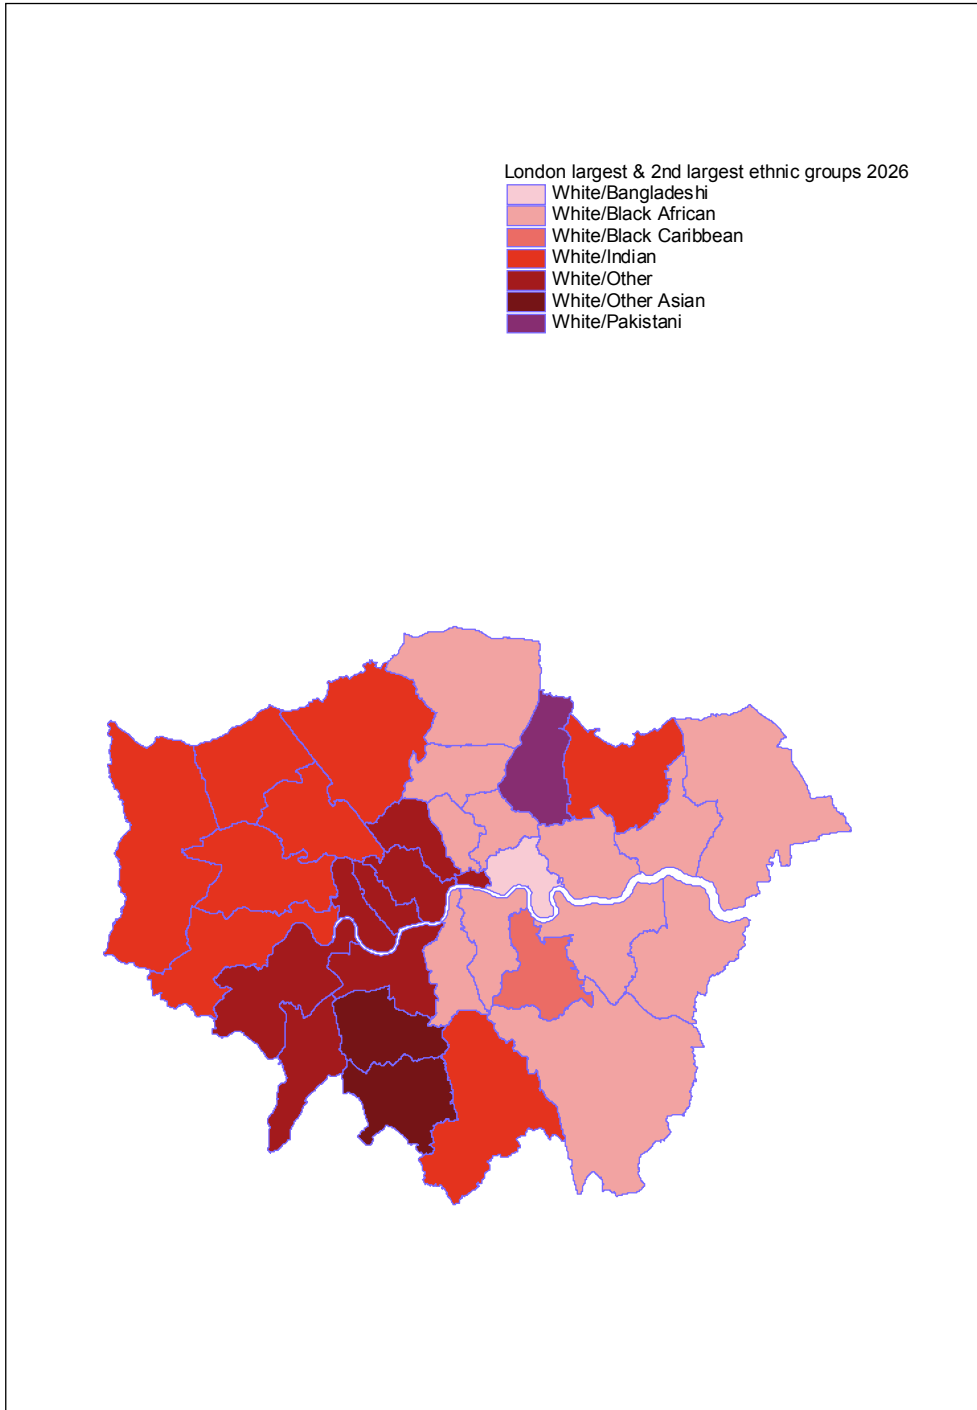 London largest & 2nd largest ethnic groups 2026
White/Bangladeshi
White/Black African
White/Black Caribbean
White/Indian
White/Other
White/Other Asian
White/Pakistani